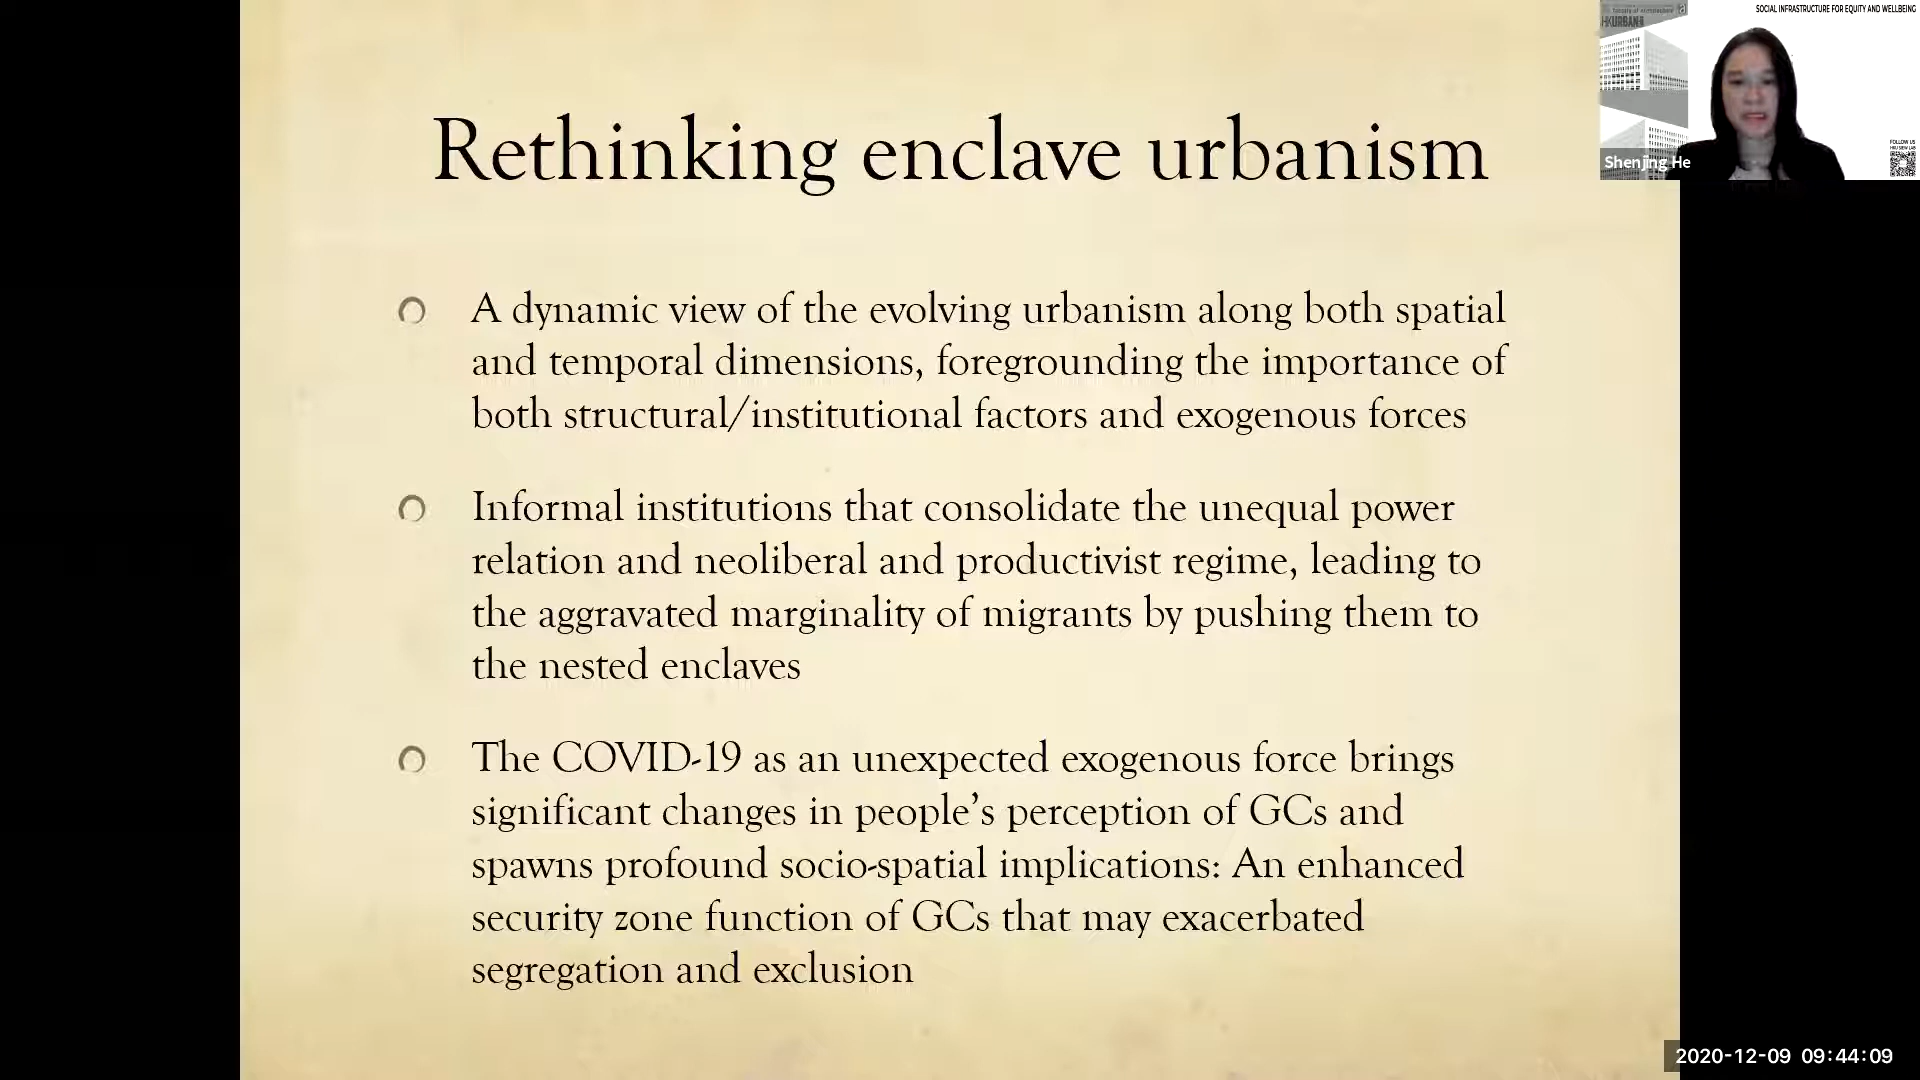 SOCIAL INFRASTRUCTURE FOR EQUITY AND WELLBEING
Shenjing He
FOLLOW US
Rethinking enclave urbanism
A dynamic view of the evolving urbanism along both spatial
and temporal dimensions, foregrounding the importance of
both structural/institutional factors and exogenous forces
Informal institutions that consolidate the unequal power
relation and neoliberal and productivist regime, leading to
the aggravated marginality of migrants by pushing them to
the nested enclaves
The COVID-19 as an unexpected exogenous force brings
significant changes in people’s perception of GCs and
spawns profound socio-spatial implications: An enhanced
security zone function of GCs that may exacerbated
segregation and exclusion
2020-12-09 09:44:09